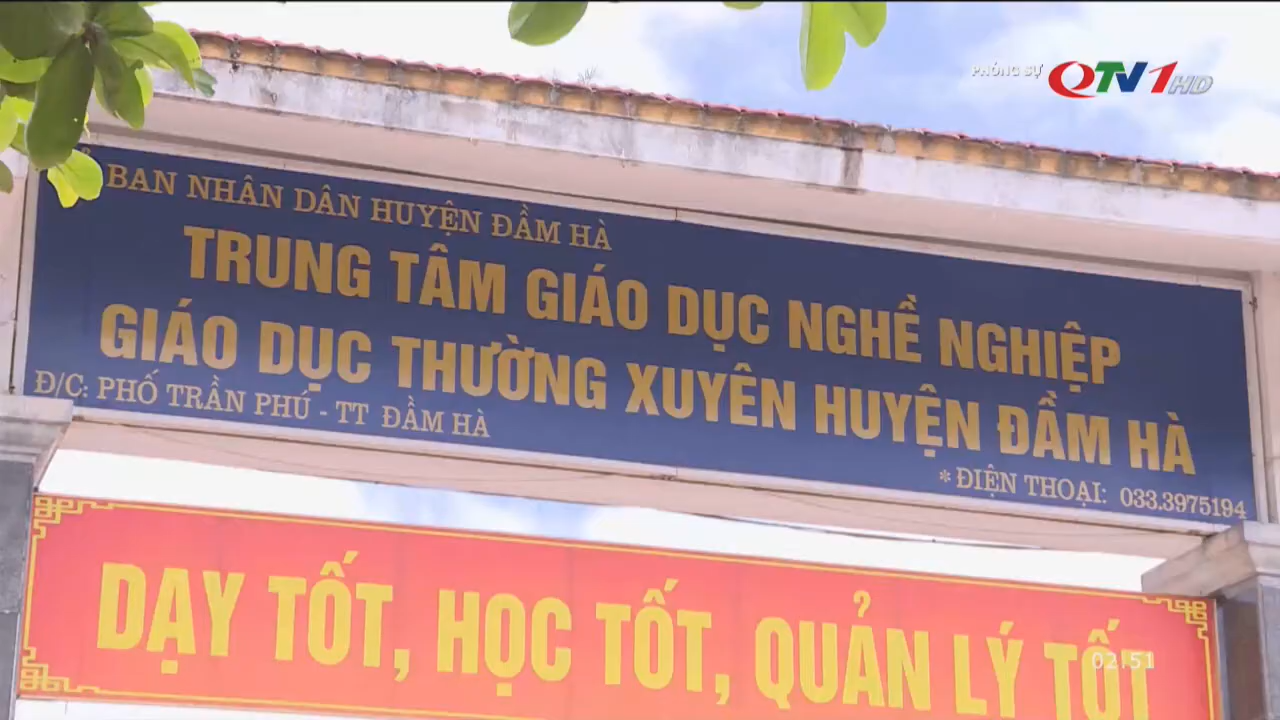 PHÓNG SỰ QTV1HD
BAN NHÂN DÂN HUYỆN ĐẦM HÀ
TRUNG TÂM GIÁO DỤC NGHỀ NGHIỆP
GIÁO DỤC THƯỜNG XUYÊN HUYỆN ĐẦM HÀ
Đ/C: PHỐ TRẦN PHÚ - TT ĐẦM HÀ
* ĐIỆN THOẠI: 033.3975194
DẠY TỐT, HỌC TỐT, QUẢN LÝ TỐT
02:51